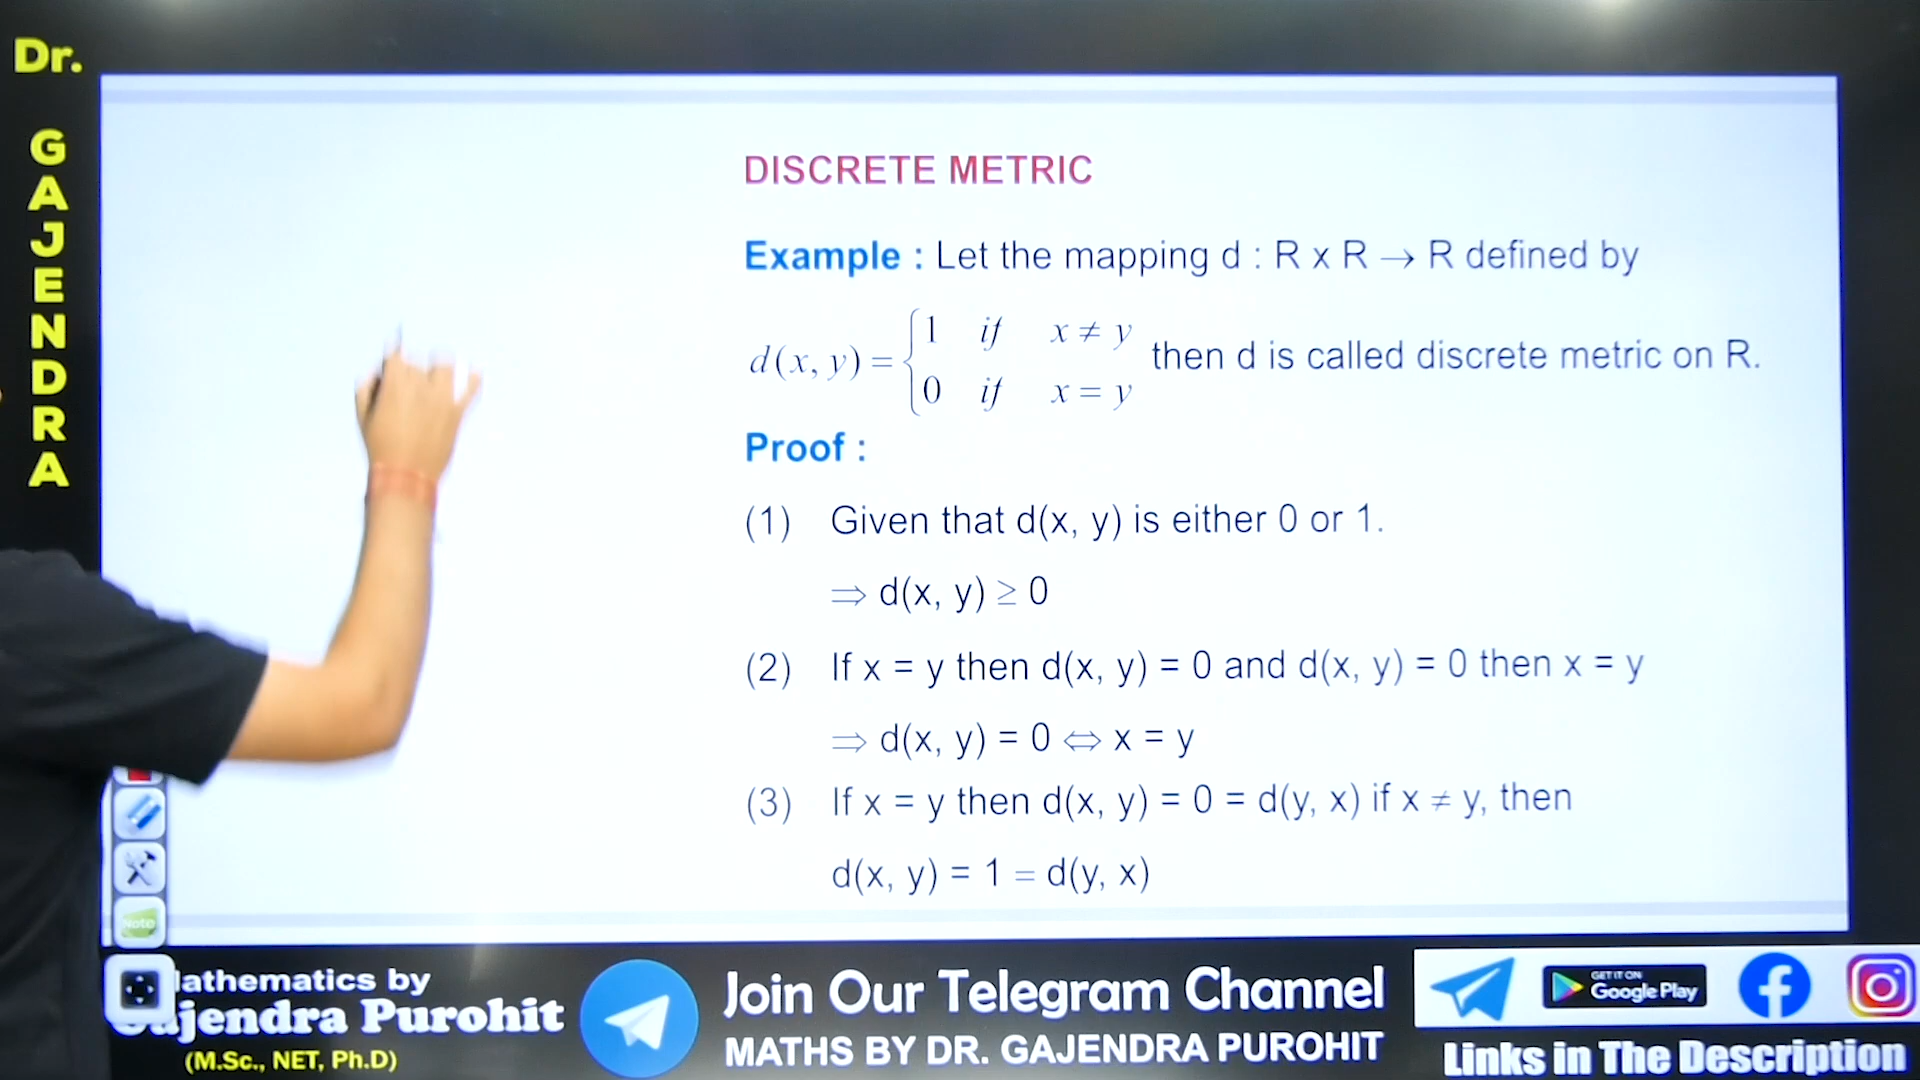 Dr.
GAJENDRA
DISCRETE METRIC
Example : Let the mapping d : R x R → R defined by
d(x, y) = { 1 if x ≠ y
0 if x = y then d is called discrete metric on R.
Proof :
(1) Given that d(x, y) is either 0 or 1.
⇒ d(x, y) ≥ 0
(2) If x = y then d(x, y) = 0 and d(x, y) = 0 then x = y
⇒ d(x, y) = 0 ⇔ x = y
(3) If x = y then d(x, y) = 0 = d(y, x) if x ≠ y, then
d(x, y) = 1 = d(y, x)
Note
athematics by
jendra Purohit
(M.Sc., NET, Ph.D)
Join Our Telegram Channel
MATHS BY DR. GAJENDRA PUROHIT
GET IT ON
Google Play
Links in The Description